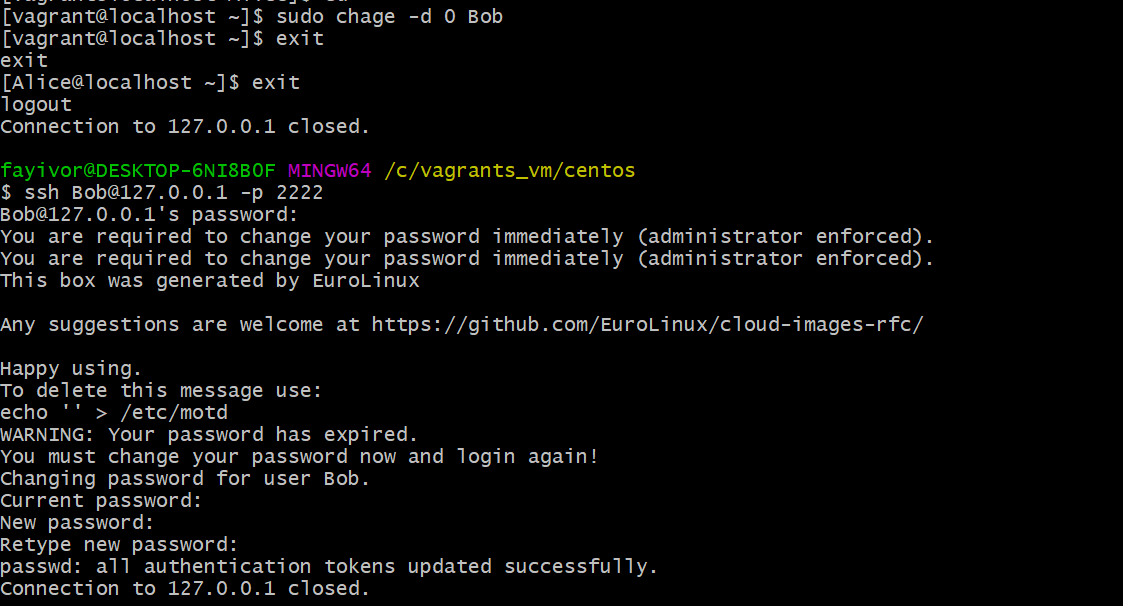 [vagrant@localhost ~]$ sudo chage -d 0 Bob
[vagrant@localhost ~]$ exit
exit
[Alice@localhost ~]$ exit
logout
Connection to 127.0.0.1 closed.
fayivor@DESKTOP-6NI8BOF MINGW64 /c/vagrants_vm/centos
$ ssh Bob@127.0.0.1 -p 2222
Bob@127.0.0.1's password:
You are required to change your password immediately (administrator enforced).
You are required to change your password immediately (administrator enforced).
This box was generated by EuroLinux
Any suggestions are welcome at https://github.com/EuroLinux/cloud-images-rfc/
Happy using.
To delete this message use:
echo '' > /etc/motd
WARNING: Your password has expired.
You must change your password now and login again!
Changing password for user Bob.
Current password:
New password:
Retype new password:
passwd: all authentication tokens updated successfully.
Connection to 127.0.0.1 closed.